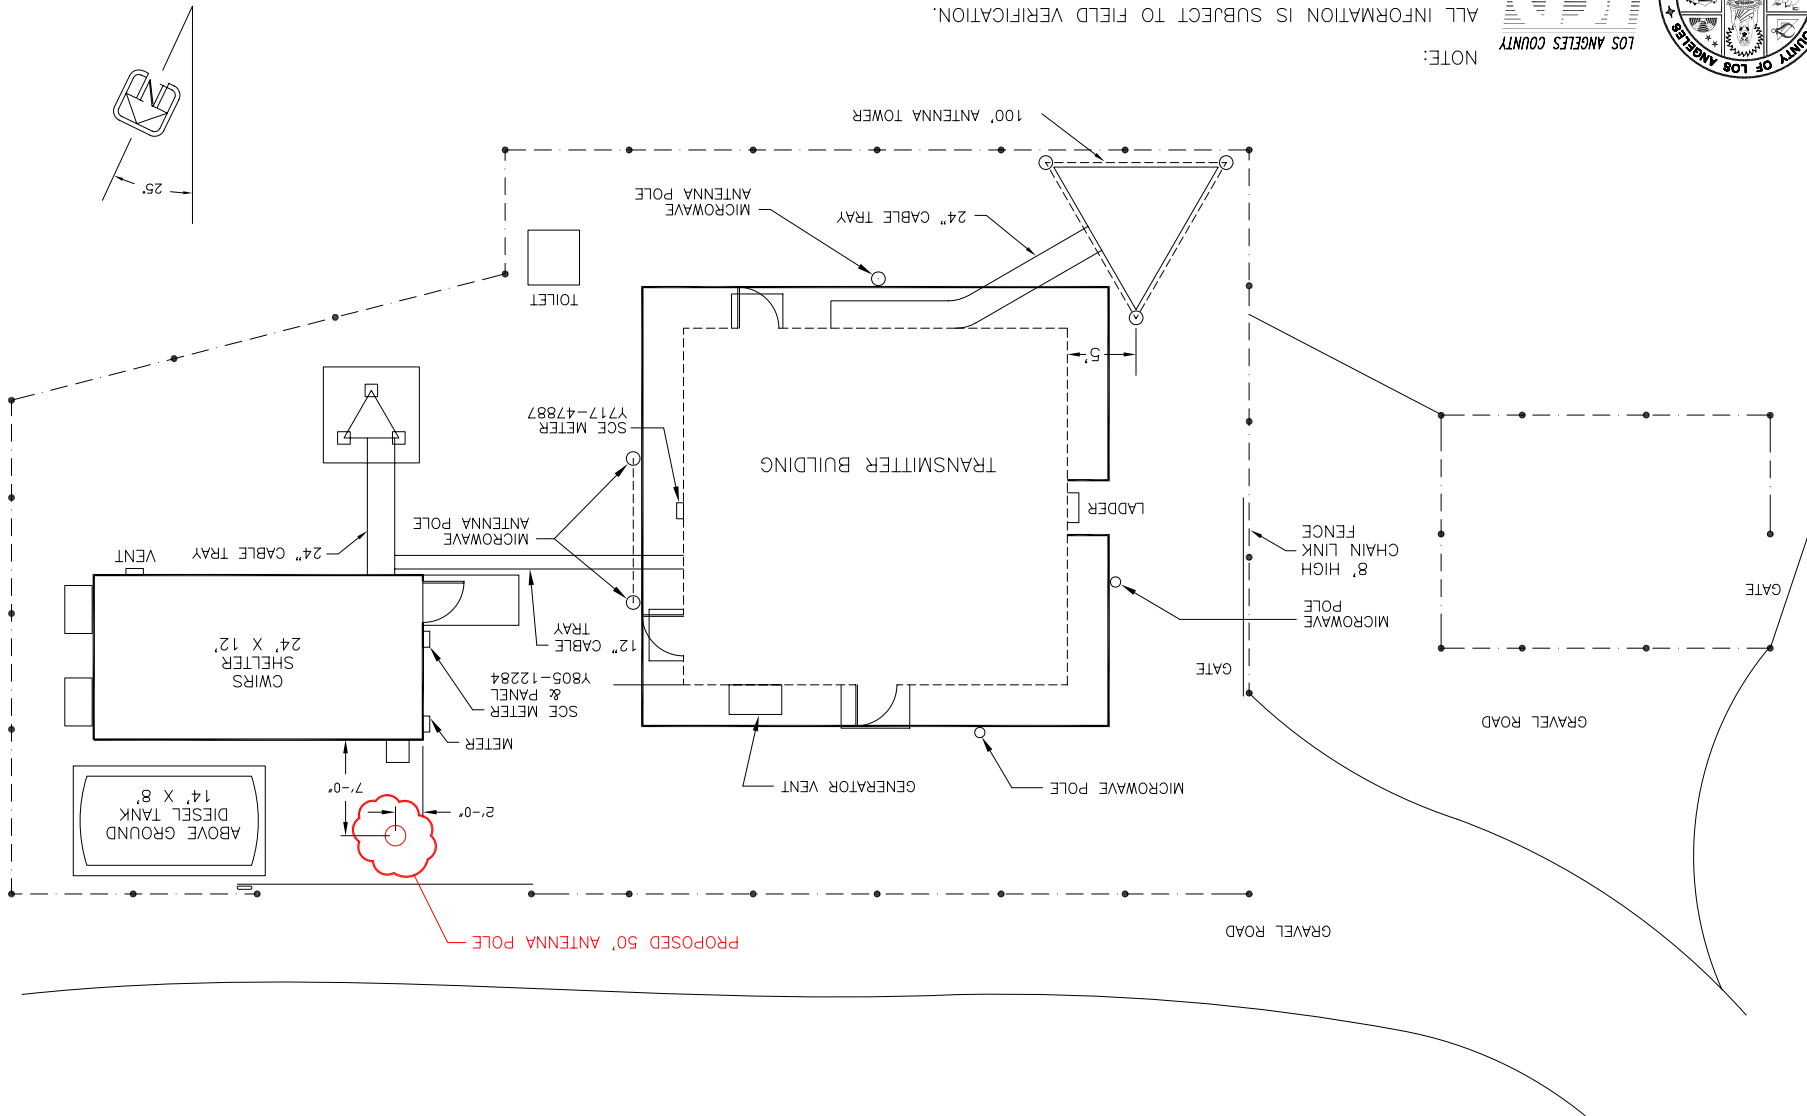 GRAVEL ROAD
PROPOSED 50' ANTENNA POLE
GRAVEL ROAD
MICROWAVE POLE
GENERATOR VENT
2'-0"
7'-0"
ABOVE GROUND
DIESEL TANK
14' X 8'
METER
SCE METER
& PANEL
Y805-12284
CWIRS
SHELTER
24' X 12'
GATE
MICROWAVE
POLE
12" CABLE
TRAY
GATE
8' HIGH
CHAIN LINK
FENCE
VENT
24" CABLE TRAY
LADDER
MICROWAVE
ANTENNA POLE
TRANSMITTER BUILDING
SCE METER
Y717-47887
5'
TOILET
24" CABLE TRAY
MICROWAVE
ANTENNA POLE
25°
100' ANTENNA TOWER
N
NOTE:
ALL INFORMATION IS SUBJECT TO FIELD VERIFICATION.
LOS ANGELES COUNTY
UNTY OF LOS ANGELES